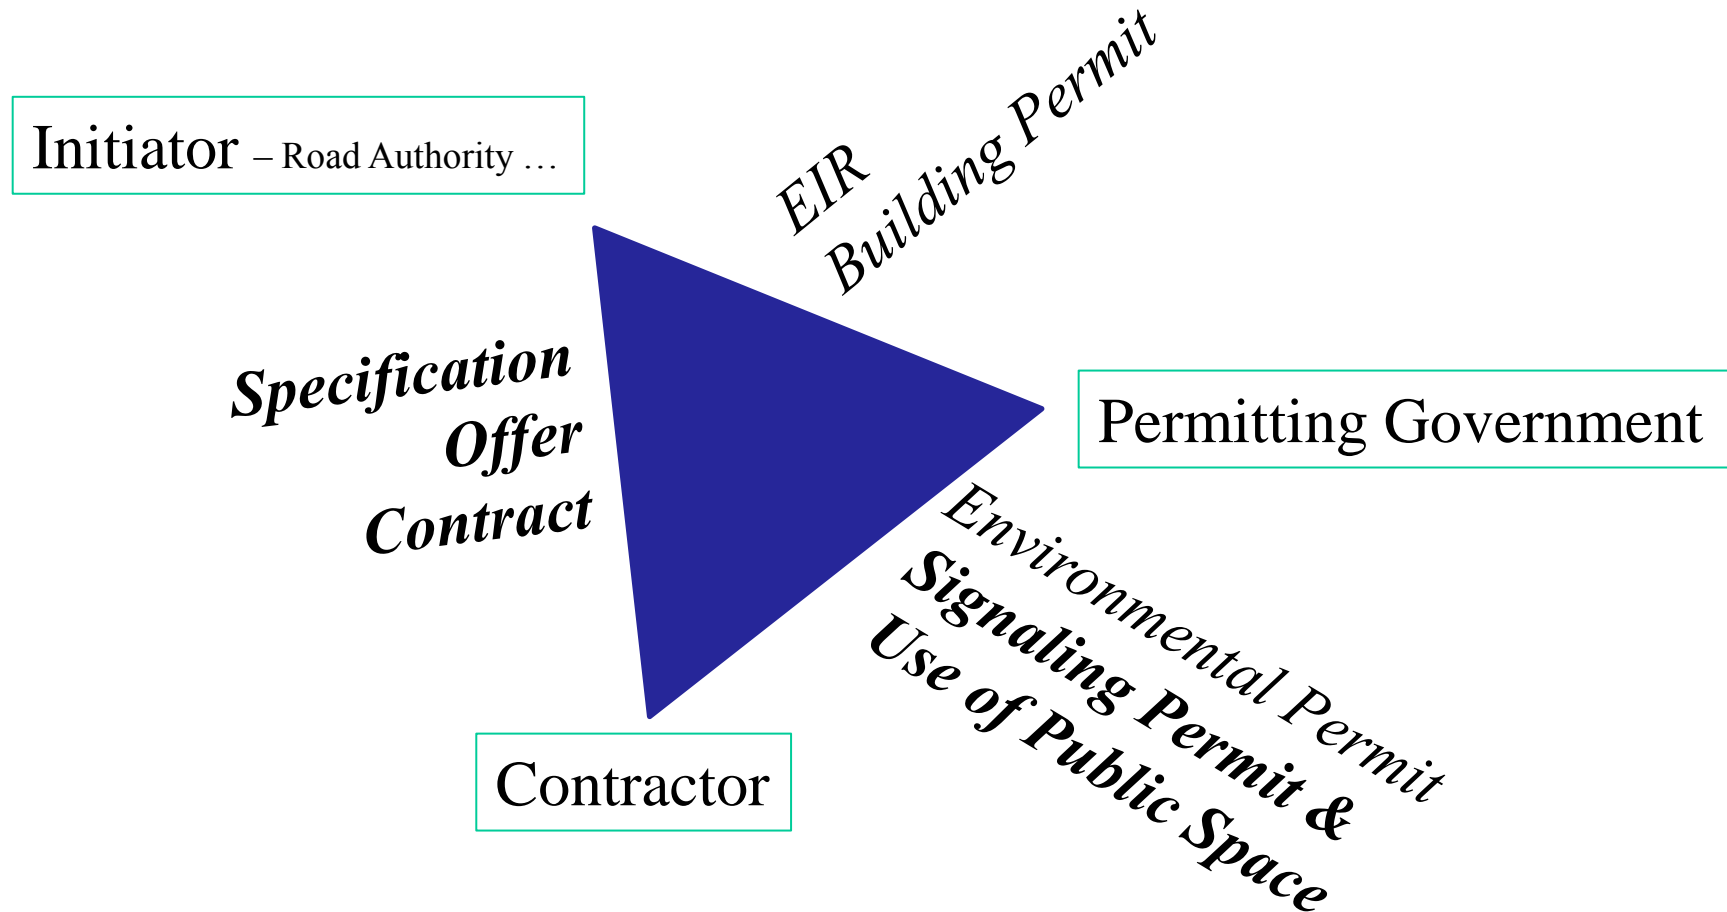 Initiator – Road Authority …
EIR
Building Permit
Specification
Offer
Contract
Permitting Government
Environmental Permit
Signaling Permit &
Use of Public Space
Contractor